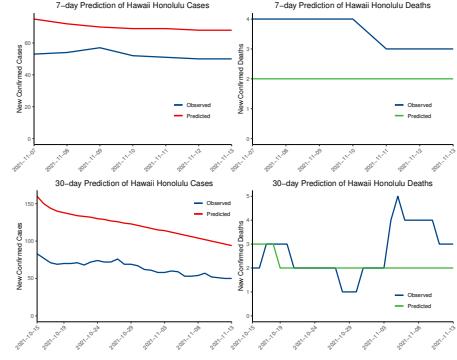 7−day Prediction of Hawaii Honolulu Cases
New Confirmed Cases
60
40
20
0
2021−11−07
2021−11−08
2021−11−09
2021−11−10
2021−11−11
2021−11−12
2021−11−13
Observed
Predicted
7−day Prediction of Hawaii Honolulu Deaths
New Confirmed Deaths
4
3
2
1
0
2021−11−07
2021−11−08
2021−11−09
2021−11−10
2021−11−11
2021−11−12
2021−11−13
Observed
Predicted
30−day Prediction of Hawaii Honolulu Cases
New Confirmed Cases
150
100
50
0
2021−10−15
2021−10−19
2021−10−24
2021−10−29
2021−11−03
2021−11−08
2021−11−13
Observed
Predicted
30−day Prediction of Hawaii Honolulu Deaths
New Confirmed Deaths
5
4
3
2
1
0
2021−10−15
2021−10−19
2021−10−24
2021−10−29
2021−11−03
2021−11−08
2021−11−13
Observed
Predicted